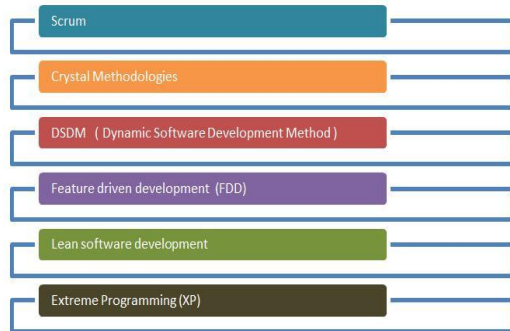 Scrum
Crystal Methodologies
DSDM ( Dynamic Software Development Method )
Feature driven development (FDD)
Lean software development
Extreme Programming (XP)